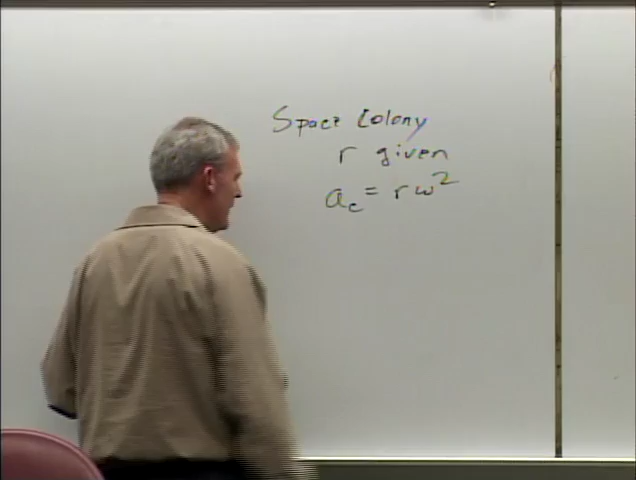 Space Colony
r given
a_c = rω²